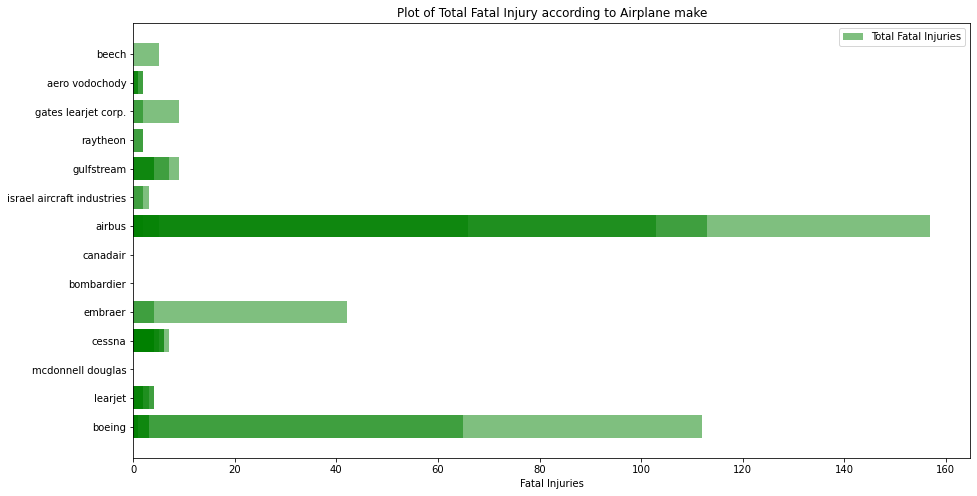 Plot of Total Fatal Injury according to Airplane make
Total Fatal Injuries
beech
aero vodochody
gates learjet corp.
raytheon
gulfstream
israel aircraft industries
airbus
canadair
bombardier
embraer
cessna
mcdonnell douglas
learjet
boeing
0 20 40 60 80 100 120 140 160
Fatal Injuries